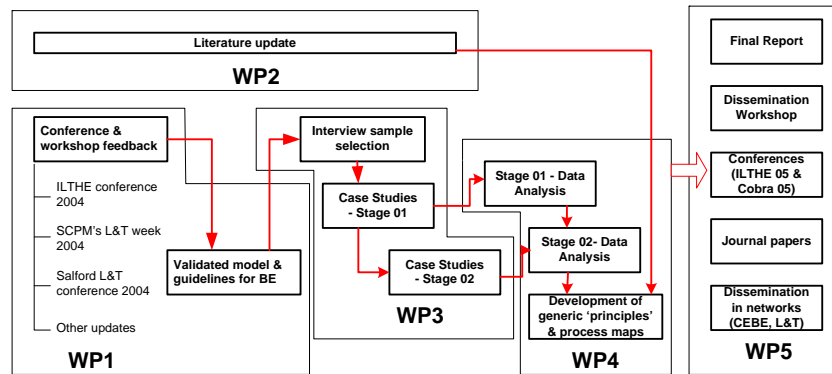 Literature update
WP2
Conference &
workshop feedback
ILTHE conference
2004
SCPM's L&T week
2004
Salford L&T
conference 2004
Other updates
Validated model &
guidelines for BE
WP1
Interview sample
selection
Case Studies
- Stage 01
Case Studies
- Stage 02
WP3
Stage 01 - Data
Analysis
Stage 02- Data
Analysis
Development of
generic 'principles'
& process maps
WP4
Final Report
Dissemination
Workshop
Conferences
(ILTHE 05 &
Cobra 05)
Journal papers
Dissemination
in networks
(CEBE, L&T)
WP5